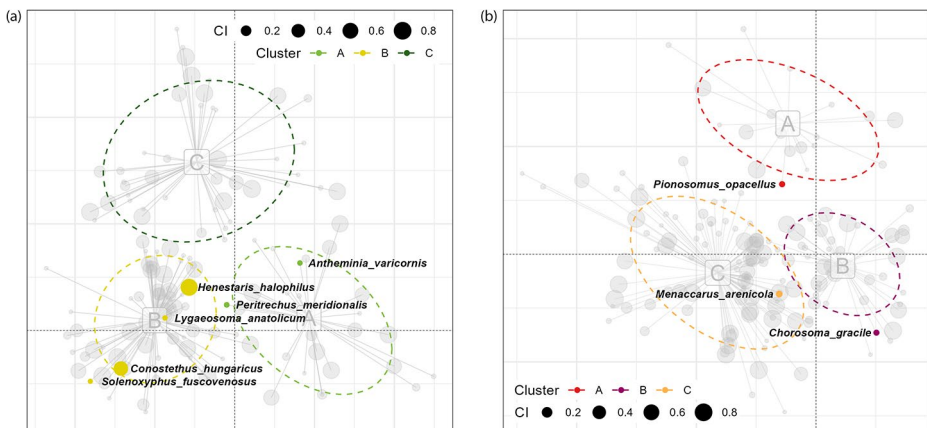 (a)
CI 0.2 0.4 0.6 0.8
Cluster A B C
C
Antheminia_varicornis
Henestaris_halophilus
Peritrechus_meridionalis
Lygaeosoma_anatolicum
B
A
Conostethus_hungaricus
Solenoxyphus_fuscovenosus
(b)
A
Pionosomus_opacellus
B
C
Menaccarus_arenicola
Chorosoma_gracile
Cluster A B C
CI 0.2 0.4 0.6 0.8